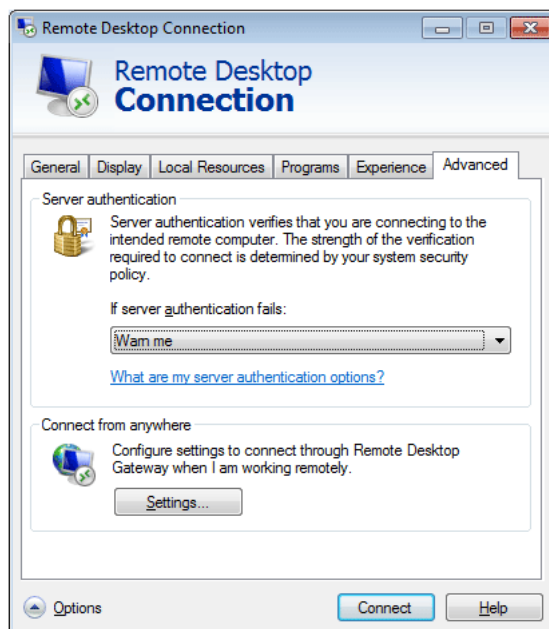 Remote Desktop Connection
Remote Desktop
Connection
General Display Local Resources Programs Experience Advanced
Server authentication
Server authentication verifies that you are connecting to the
intended remote computer. The strength of the verification
required to connect is determined by your system security
policy.
If server authentication fails:
Warn me
What are my server authentication options?
Connect from anywhere
Configure settings to connect through Remote Desktop
Gateway when I am working remotely.
Settings...
Options Connect Help